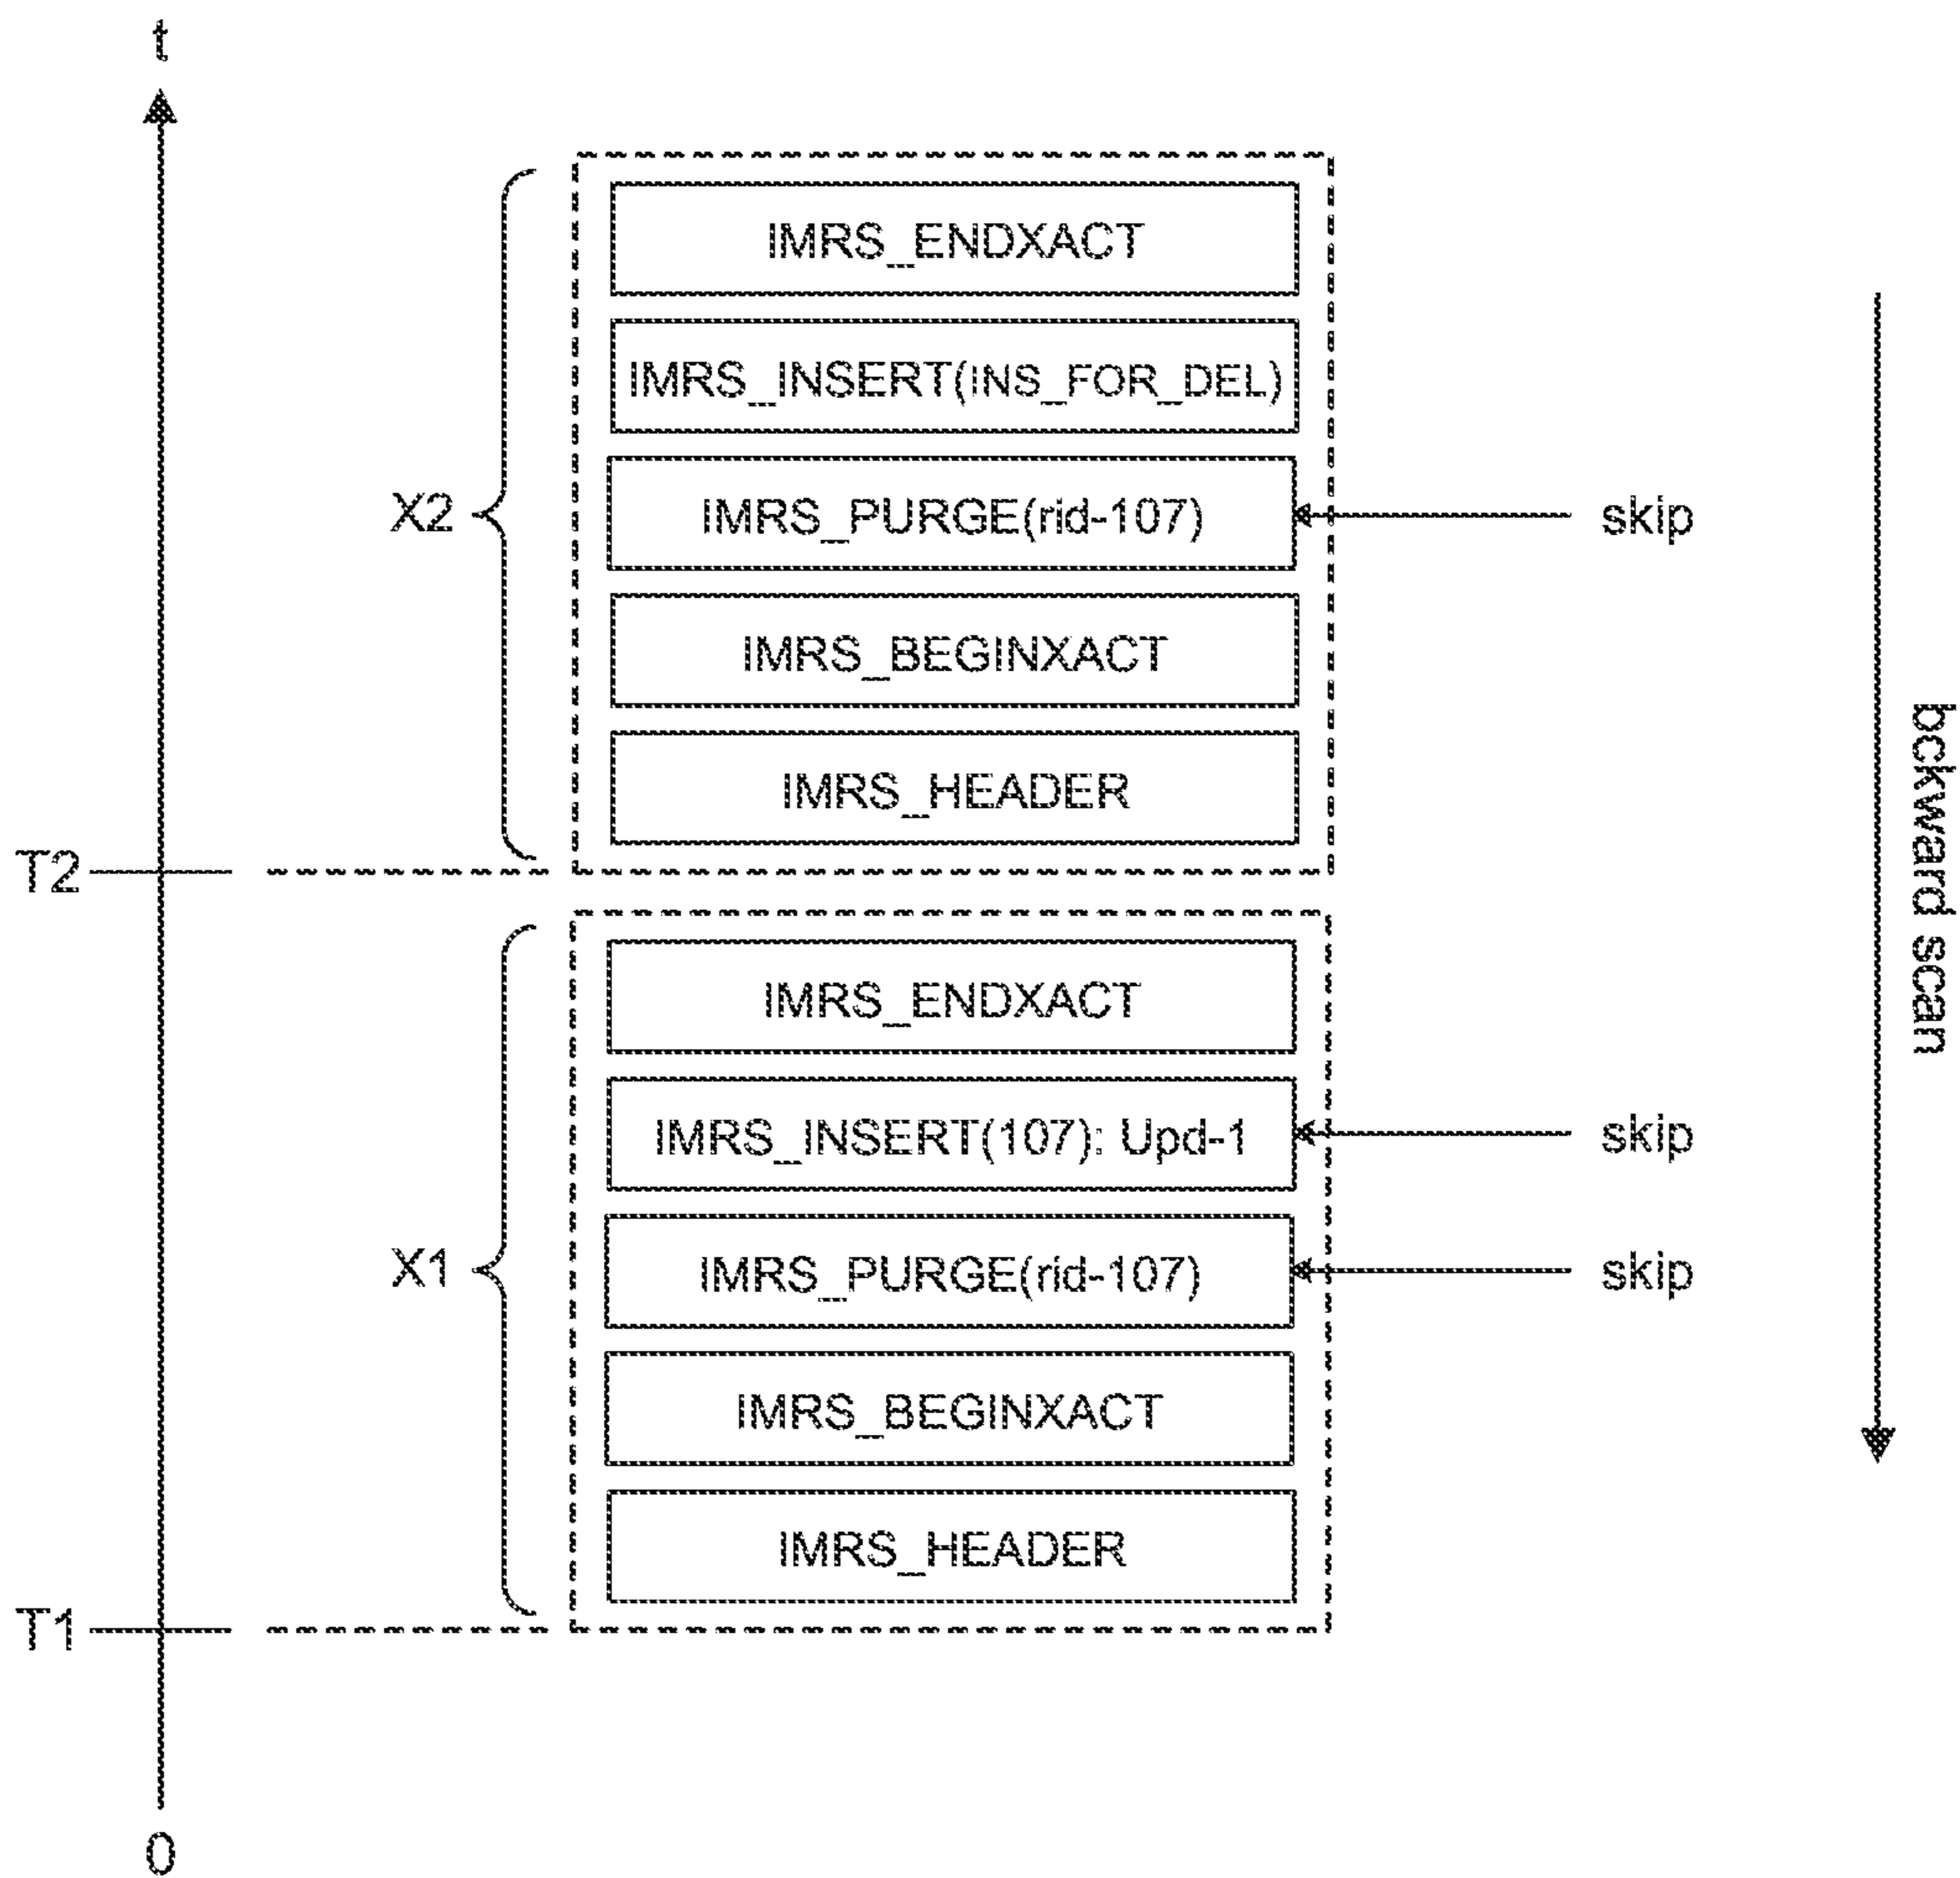 t
IMRS_ENDXACT
IMRS_INSERT(INS_FOR_DEL)
X2
IMRS_PURGE(rid-107)
skip
IMRS_BEGINXACT
IMRS_HEADER
T2
bckward scan
IMRS_ENDXACT
IMRS_INSERT(107): Upd-1
skip
X1
IMRS_PURGE(rid-107)
skip
IMRS_BEGINXACT
IMRS_HEADER
T1
0